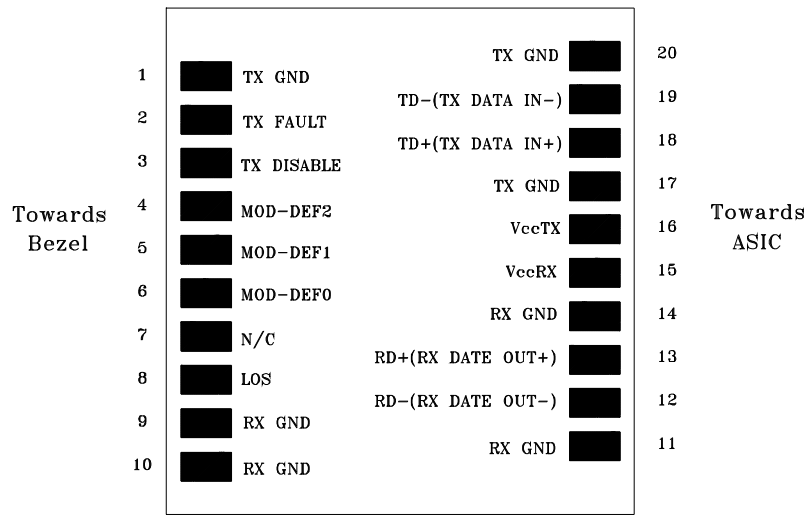 Towards
Bezel
1 TX GND
2 TX FAULT
3 TX DISABLE
4 MOD-DEF2
5 MOD-DEF1
6 MOD-DEF0
7 N/C
8 LOS
9 RX GND
10 RX GND
TX GND 20
TD-(TX DATA IN-) 19
TD+(TX DATA IN+) 18
TX GND 17
VccTX 16
VccRX 15
RX GND 14
RD+(RX DATE OUT+) 13
RD-(RX DATE OUT-) 12
RX GND 11
Towards
ASIC